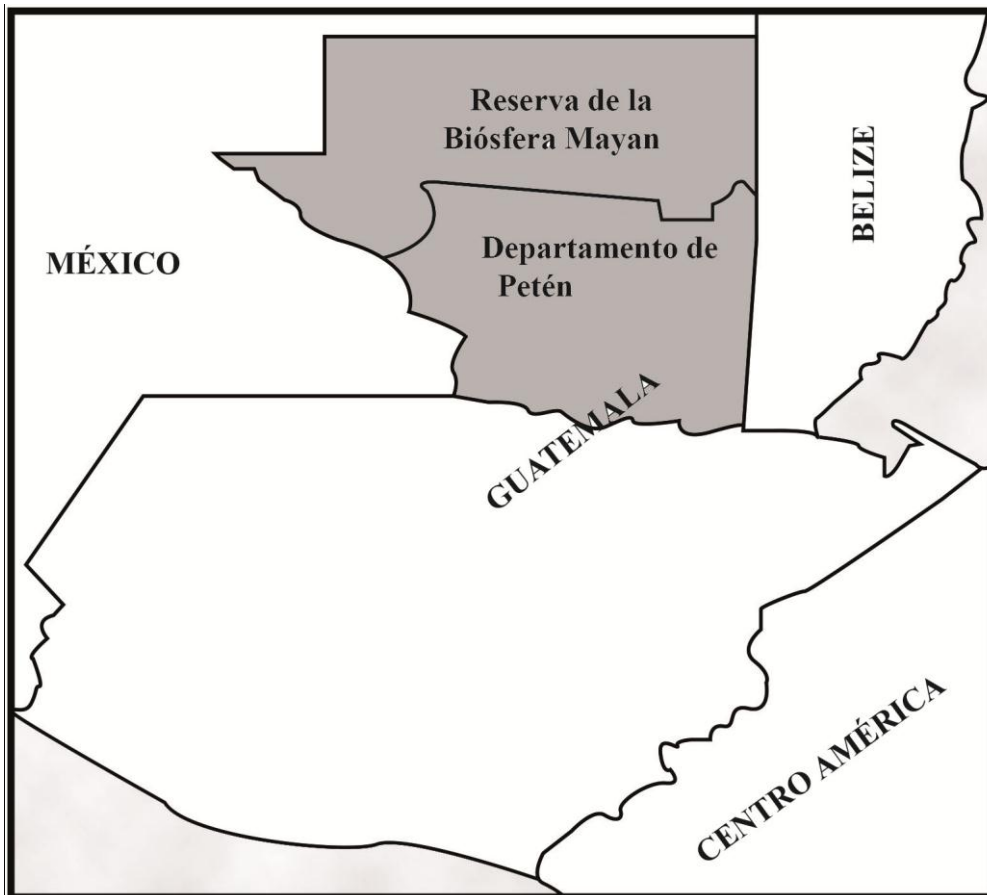 Reserva de la
Biósfera Mayan
BELIZE
MÉXICO
Departamento de
Petén
GUATEMALA
CENTRO AMÉRICA